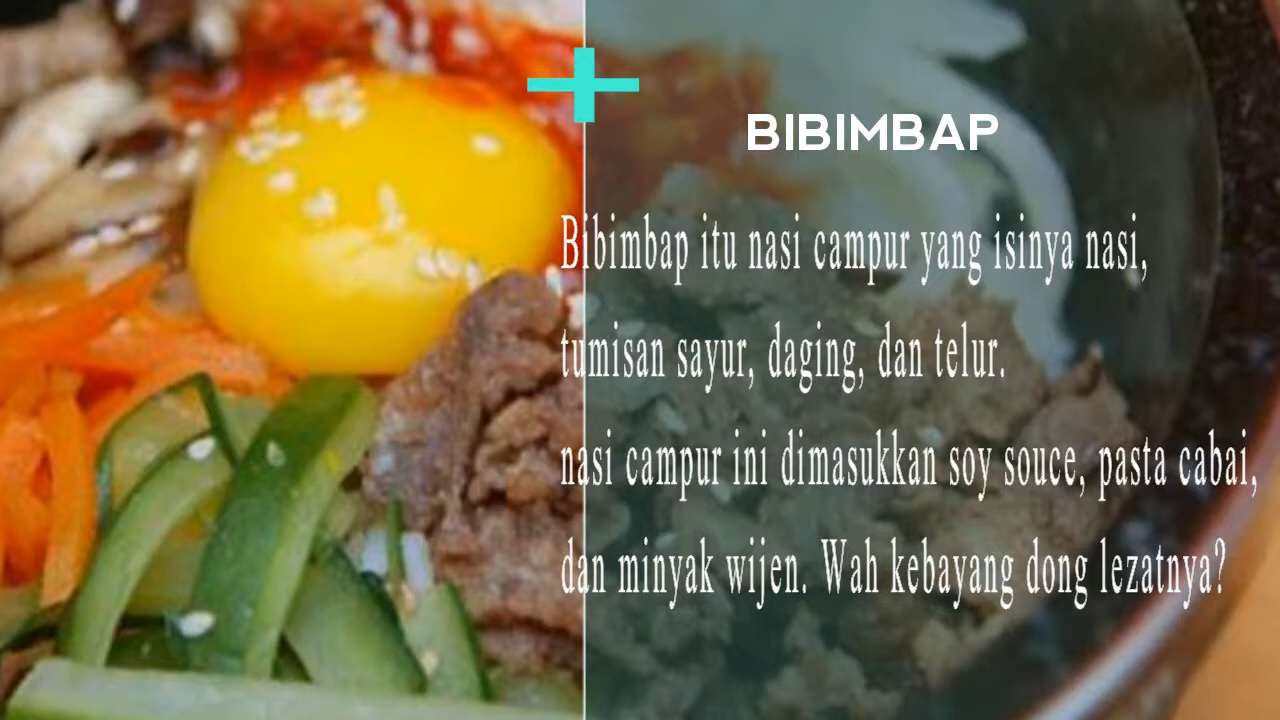 BIBIMBAP
Bibimbap itu nasi campur yang isinya nasi,
tumisan sayur, daging, dan telur.
nasi campur ini dimasukkan soy souce, pasta cabai,
dan minyak wijen. Wah kebayang dong lezatnya?